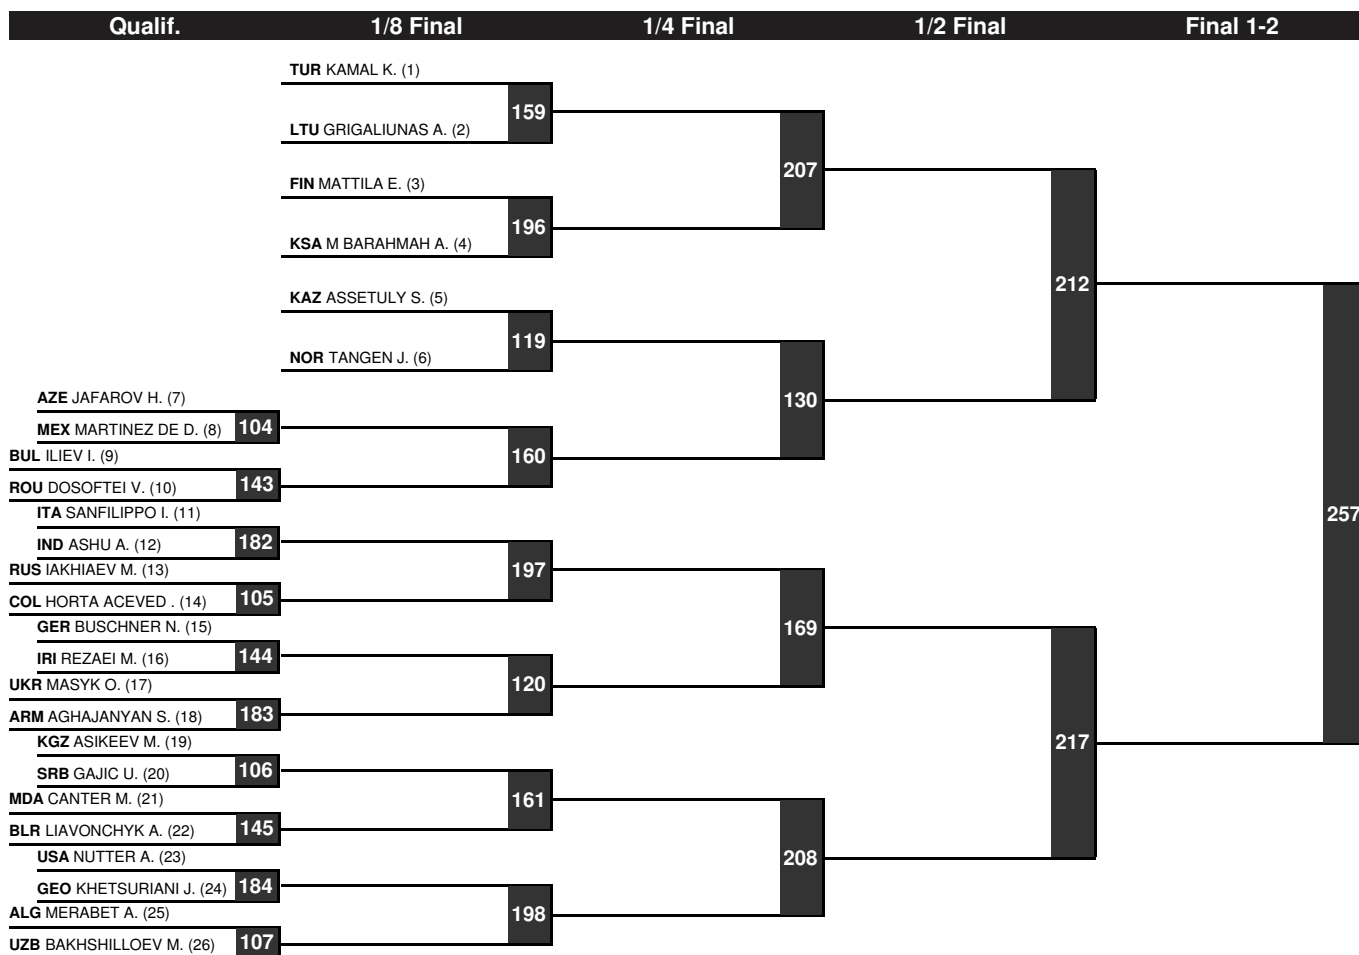 Qualif. 1/8 Final 1/4 Final 1/2 Final Final 1-2
TUR KAMAL K. (1)
159
LTU GRIGALIUNAS A. (2)
207
FIN MATTILA E. (3)
196
KSA M BARAHMAH A. (4)
212
KAZ ASSETULY S. (5)
119
NOR TANGEN J. (6)
AZE JAFAROV H. (7)
130
MEX MARTINEZ DE D. (8) 104
BUL ILIEV I. (9)
160
ROU DOSOFTEI V. (10) 143
ITA SANFILIPPO I. (11)
257
IND ASHU A. (12) 182
RUS IAKHIAEV M. (13)
197
COL HORTA ACEVED . (14) 105
GER BUSCHNER N. (15)
169
IRI REZAEI M. (16) 144
UKR MASYK O. (17)
120
ARM AGHAJANYAN S. (18) 183
KGZ ASIKEEV M. (19)
217
SRB GAJIC U. (20) 106
MDA CANTER M. (21)
161
BLR LIAVONCHYK A. (22) 145
USA NUTTER A. (23)
208
GEO KHETSURIANI J. (24) 184
ALG MERABET A. (25)
198
UZB BAKHSHILLOEV M. (26) 107